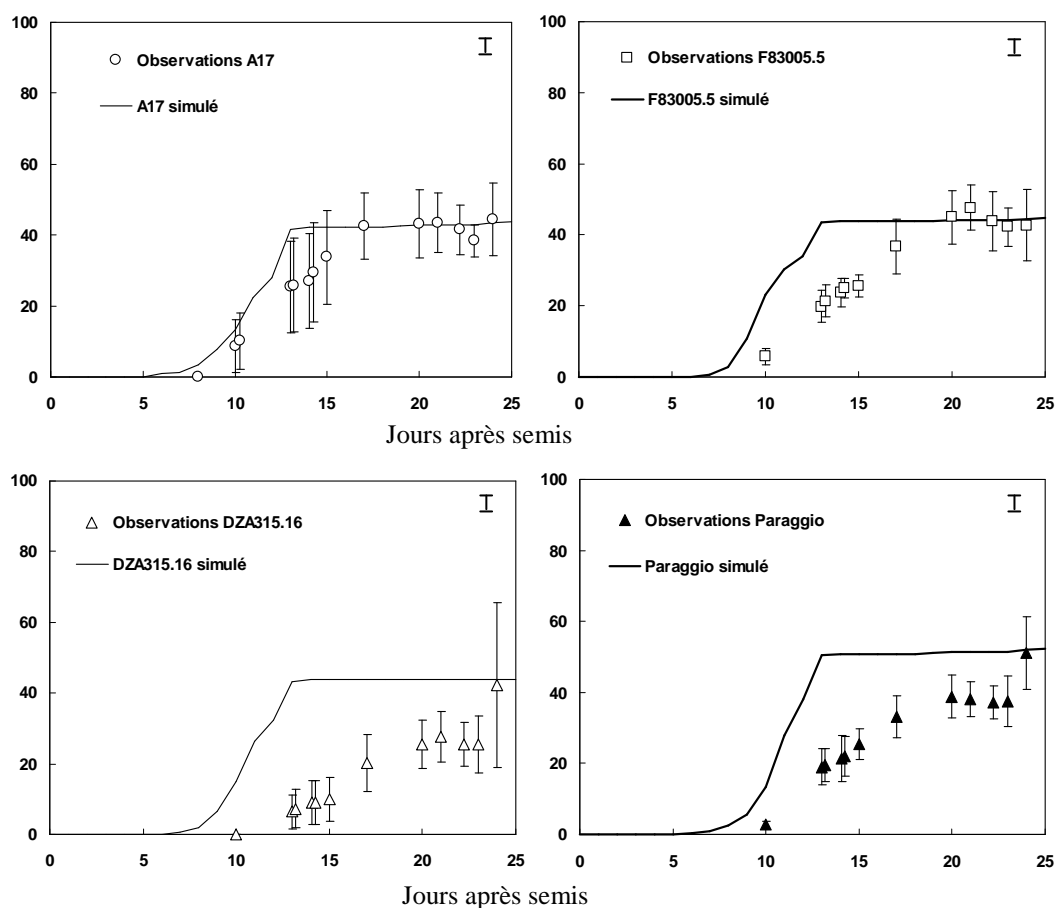 100
80
60
40
20
0
0 5 10 15 20 25
Observations A17
A17 simulé
100
80
60
40
20
0
0 5 10 15 20 25
Observations F83005.5
F83005.5 simulé
Jours après semis
100
80
60
40
20
0
0 5 10 15 20 25
Observations DZA315.16
DZA315.16 simulé
100
80
60
40
20
0
0 5 10 15 20 25
Observations Paraggio
Paraggio simulé
Jours après semis